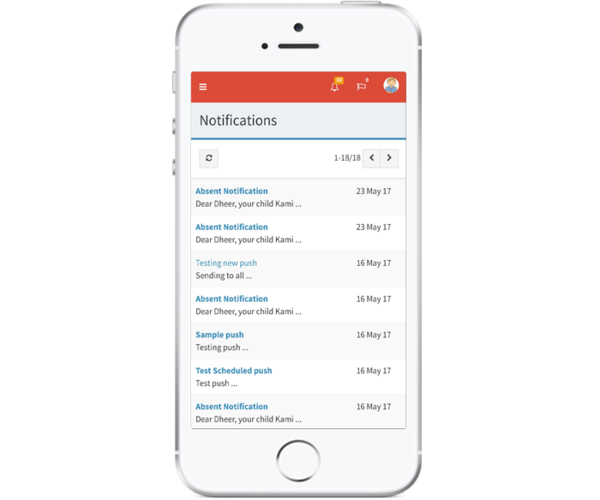 Notifications
1-18/18
Absent Notification 23 May 17
Dear Dheer, your child Kami ...
Absent Notification 23 May 17
Dear Dheer, your child Kami ...
Testing new push 16 May 17
Sending to all ...
Absent Notification 16 May 17
Dear Dheer, your child Kami ...
Sample push 16 May 17
Testing push ...
Test Scheduled push 16 May 17
Test push ...
Absent Notification 16 May 17
Dear Dheer, your child Kami ...